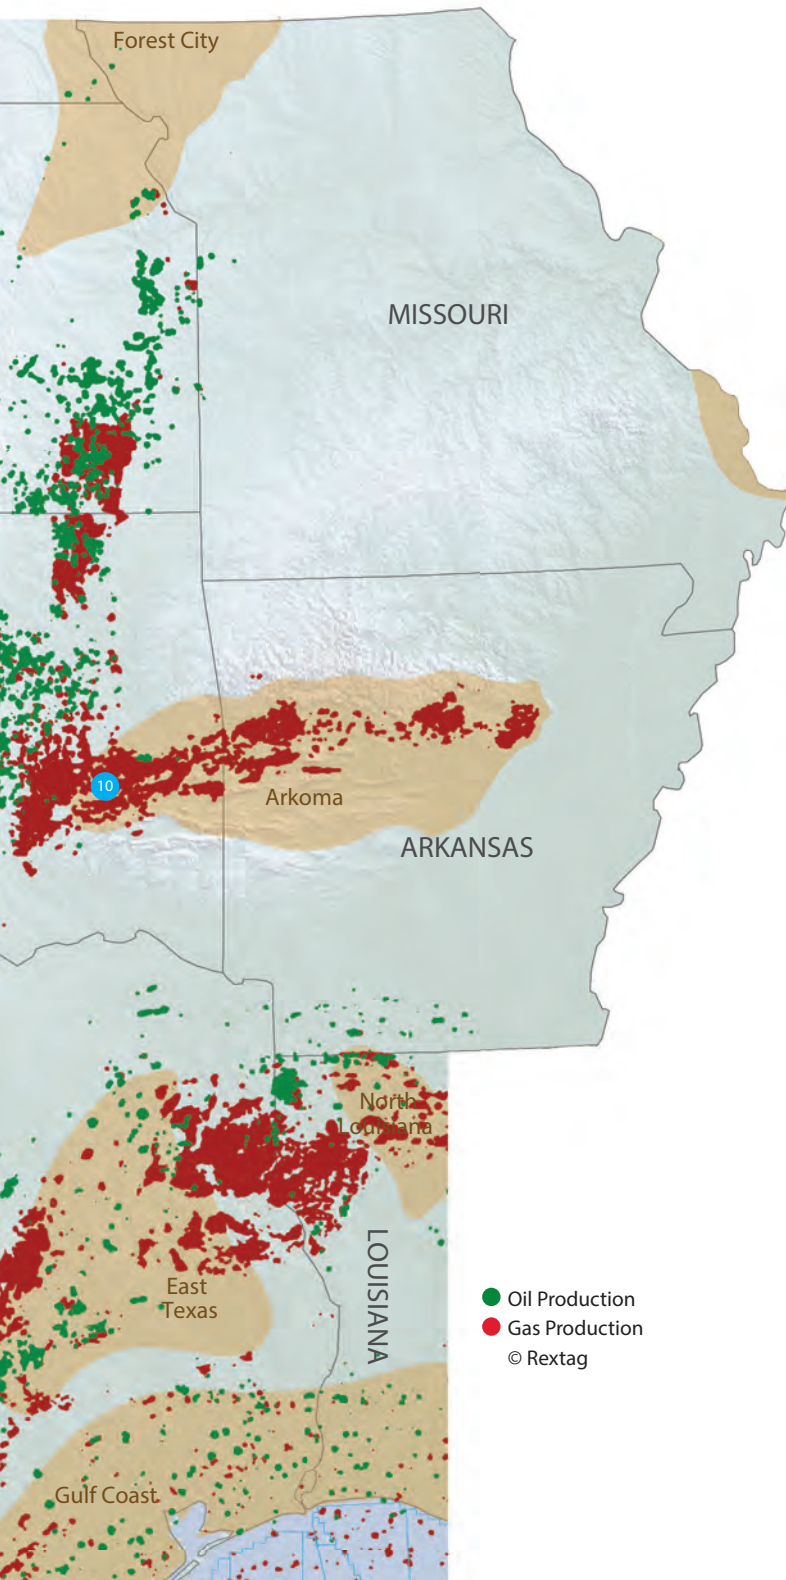 Forest City
MISSOURI
10
Arkoma
ARKANSAS
North
Louisiana
LOUISIANA
East
Texas
Oil Production
Gas Production
© Rextag
Gulf Coast